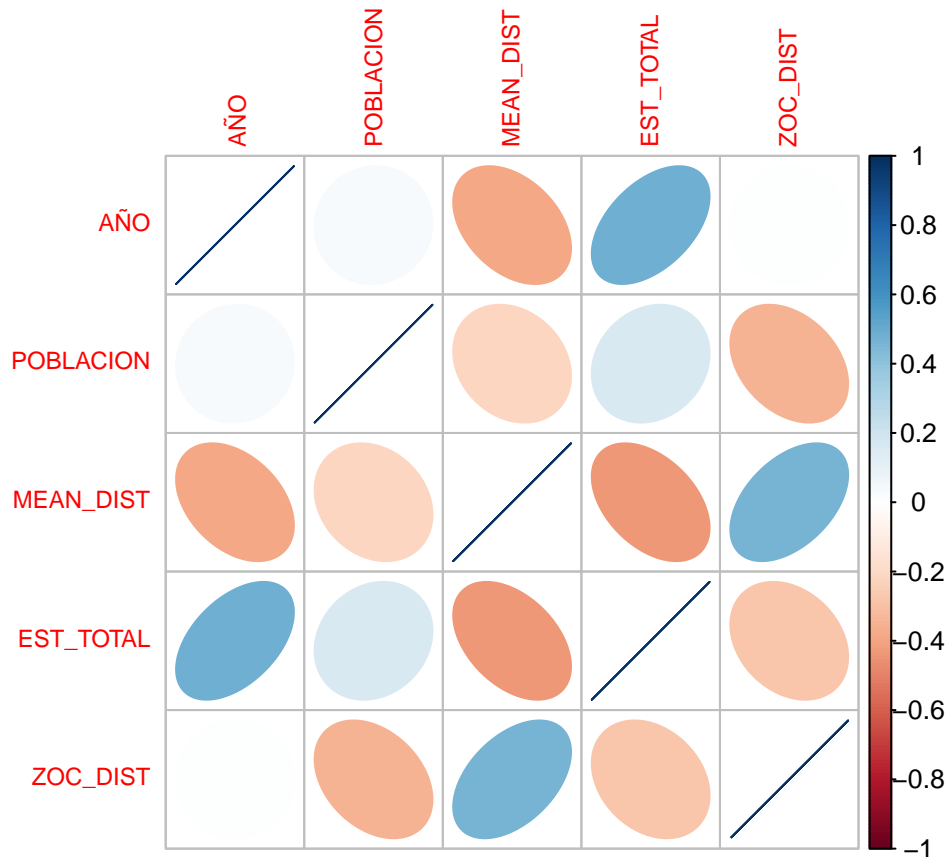 AÑO
POBLACION
MEAN_DIST
EST_TOTAL
ZOC_DIST
AÑO
POBLACION
MEAN_DIST
EST_TOTAL
ZOC_DIST
1
0.8
0.6
0.4
0.2
0
−0.2
−0.4
−0.6
−0.8
−1